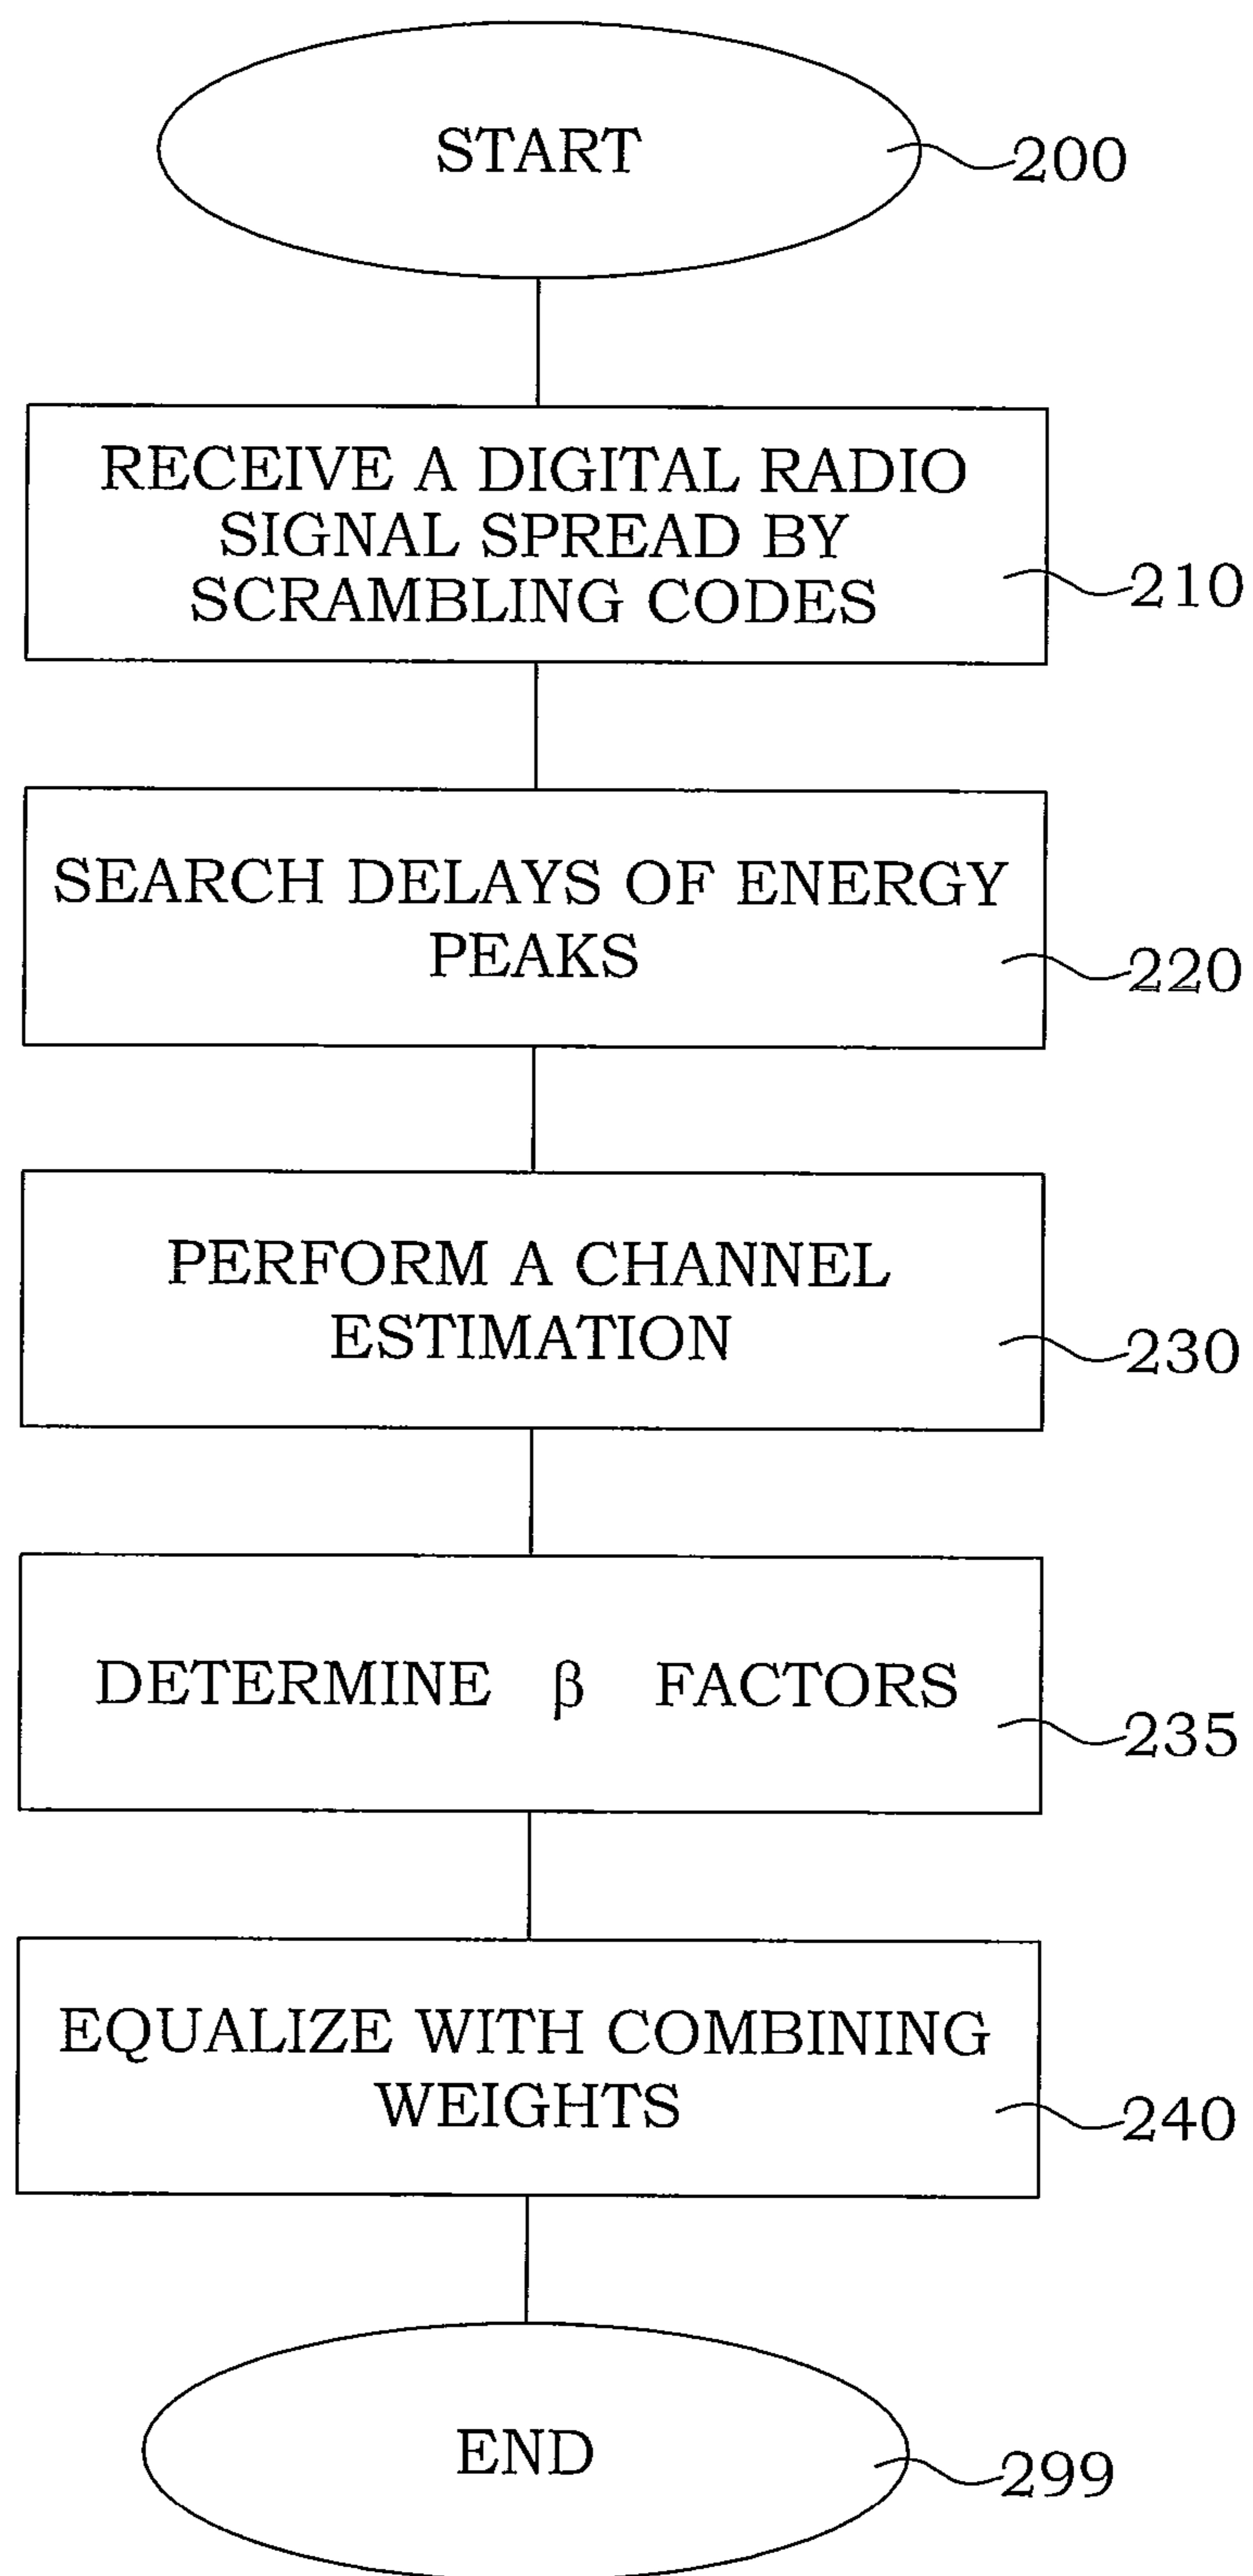 START
200
RECEIVE A DIGITAL RADIO
SIGNAL SPREAD BY
SCRAMBLING CODES
210
SEARCH DELAYS OF ENERGY
PEAKS
220
PERFORM A CHANNEL
ESTIMATION
230
DETERMINE β FACTORS
235
EQUALIZE WITH COMBINING
WEIGHTS
240
END
299